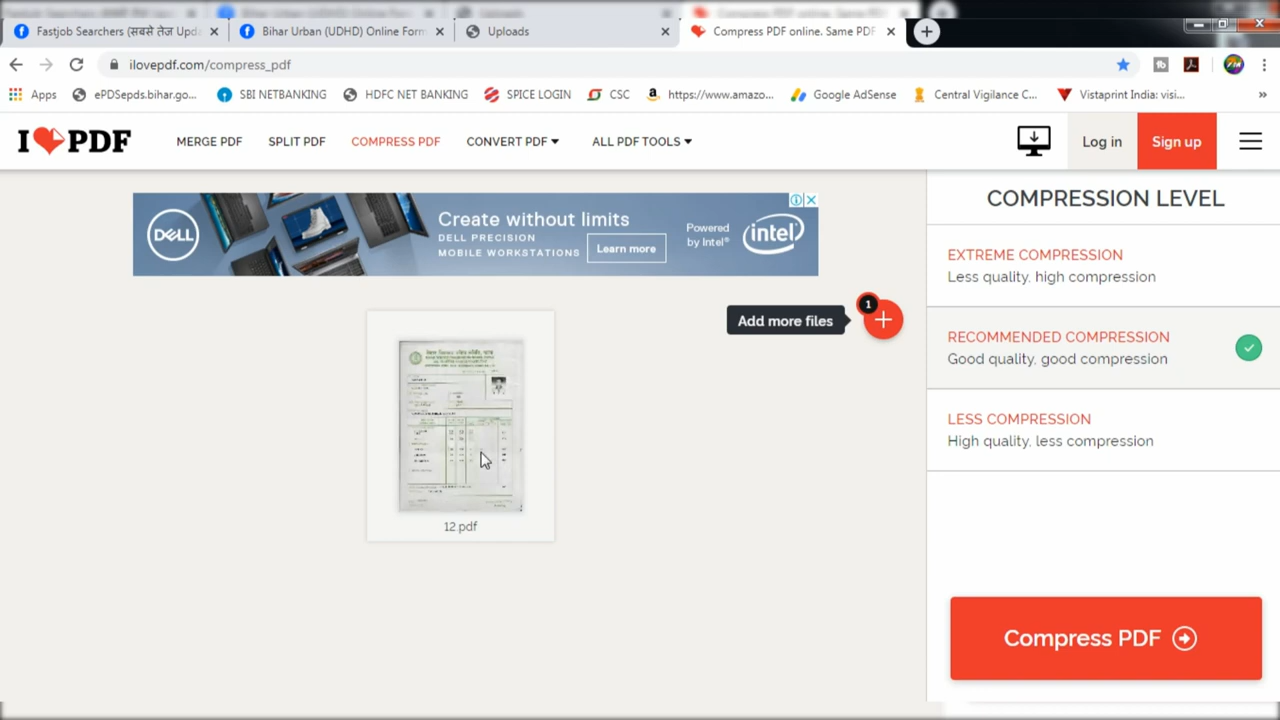 Fastjob Searchers (सबसे तेज Upda
Bihar Urban (UDHD) Online Form
Uploads
Compress PDF online. Same PDF
ilovepdf.com/compress_pdf
Apps
ePDSepds.bihar.go...
SBI NETBANKING
HDFC NET BANKING
SPICE LOGIN
CSC
https://www.amazo...
Google AdSense
Central Vigilance C...
Vistaprint India: visi...
»
I PDF
MERGE PDF
SPLIT PDF
COMPRESS PDF
CONVERT PDF
ALL PDF TOOLS
Log in
Sign up
DELL
Create without limits
DELL PRECISION
MOBILE WORKSTATIONS
Learn more
Powered
by Intel®
intel
Add more files
1
12.pdf
COMPRESSION LEVEL
EXTREME COMPRESSION
Less quality, high compression
RECOMMENDED COMPRESSION
Good quality, good compression
LESS COMPRESSION
High quality, less compression
Compress PDF